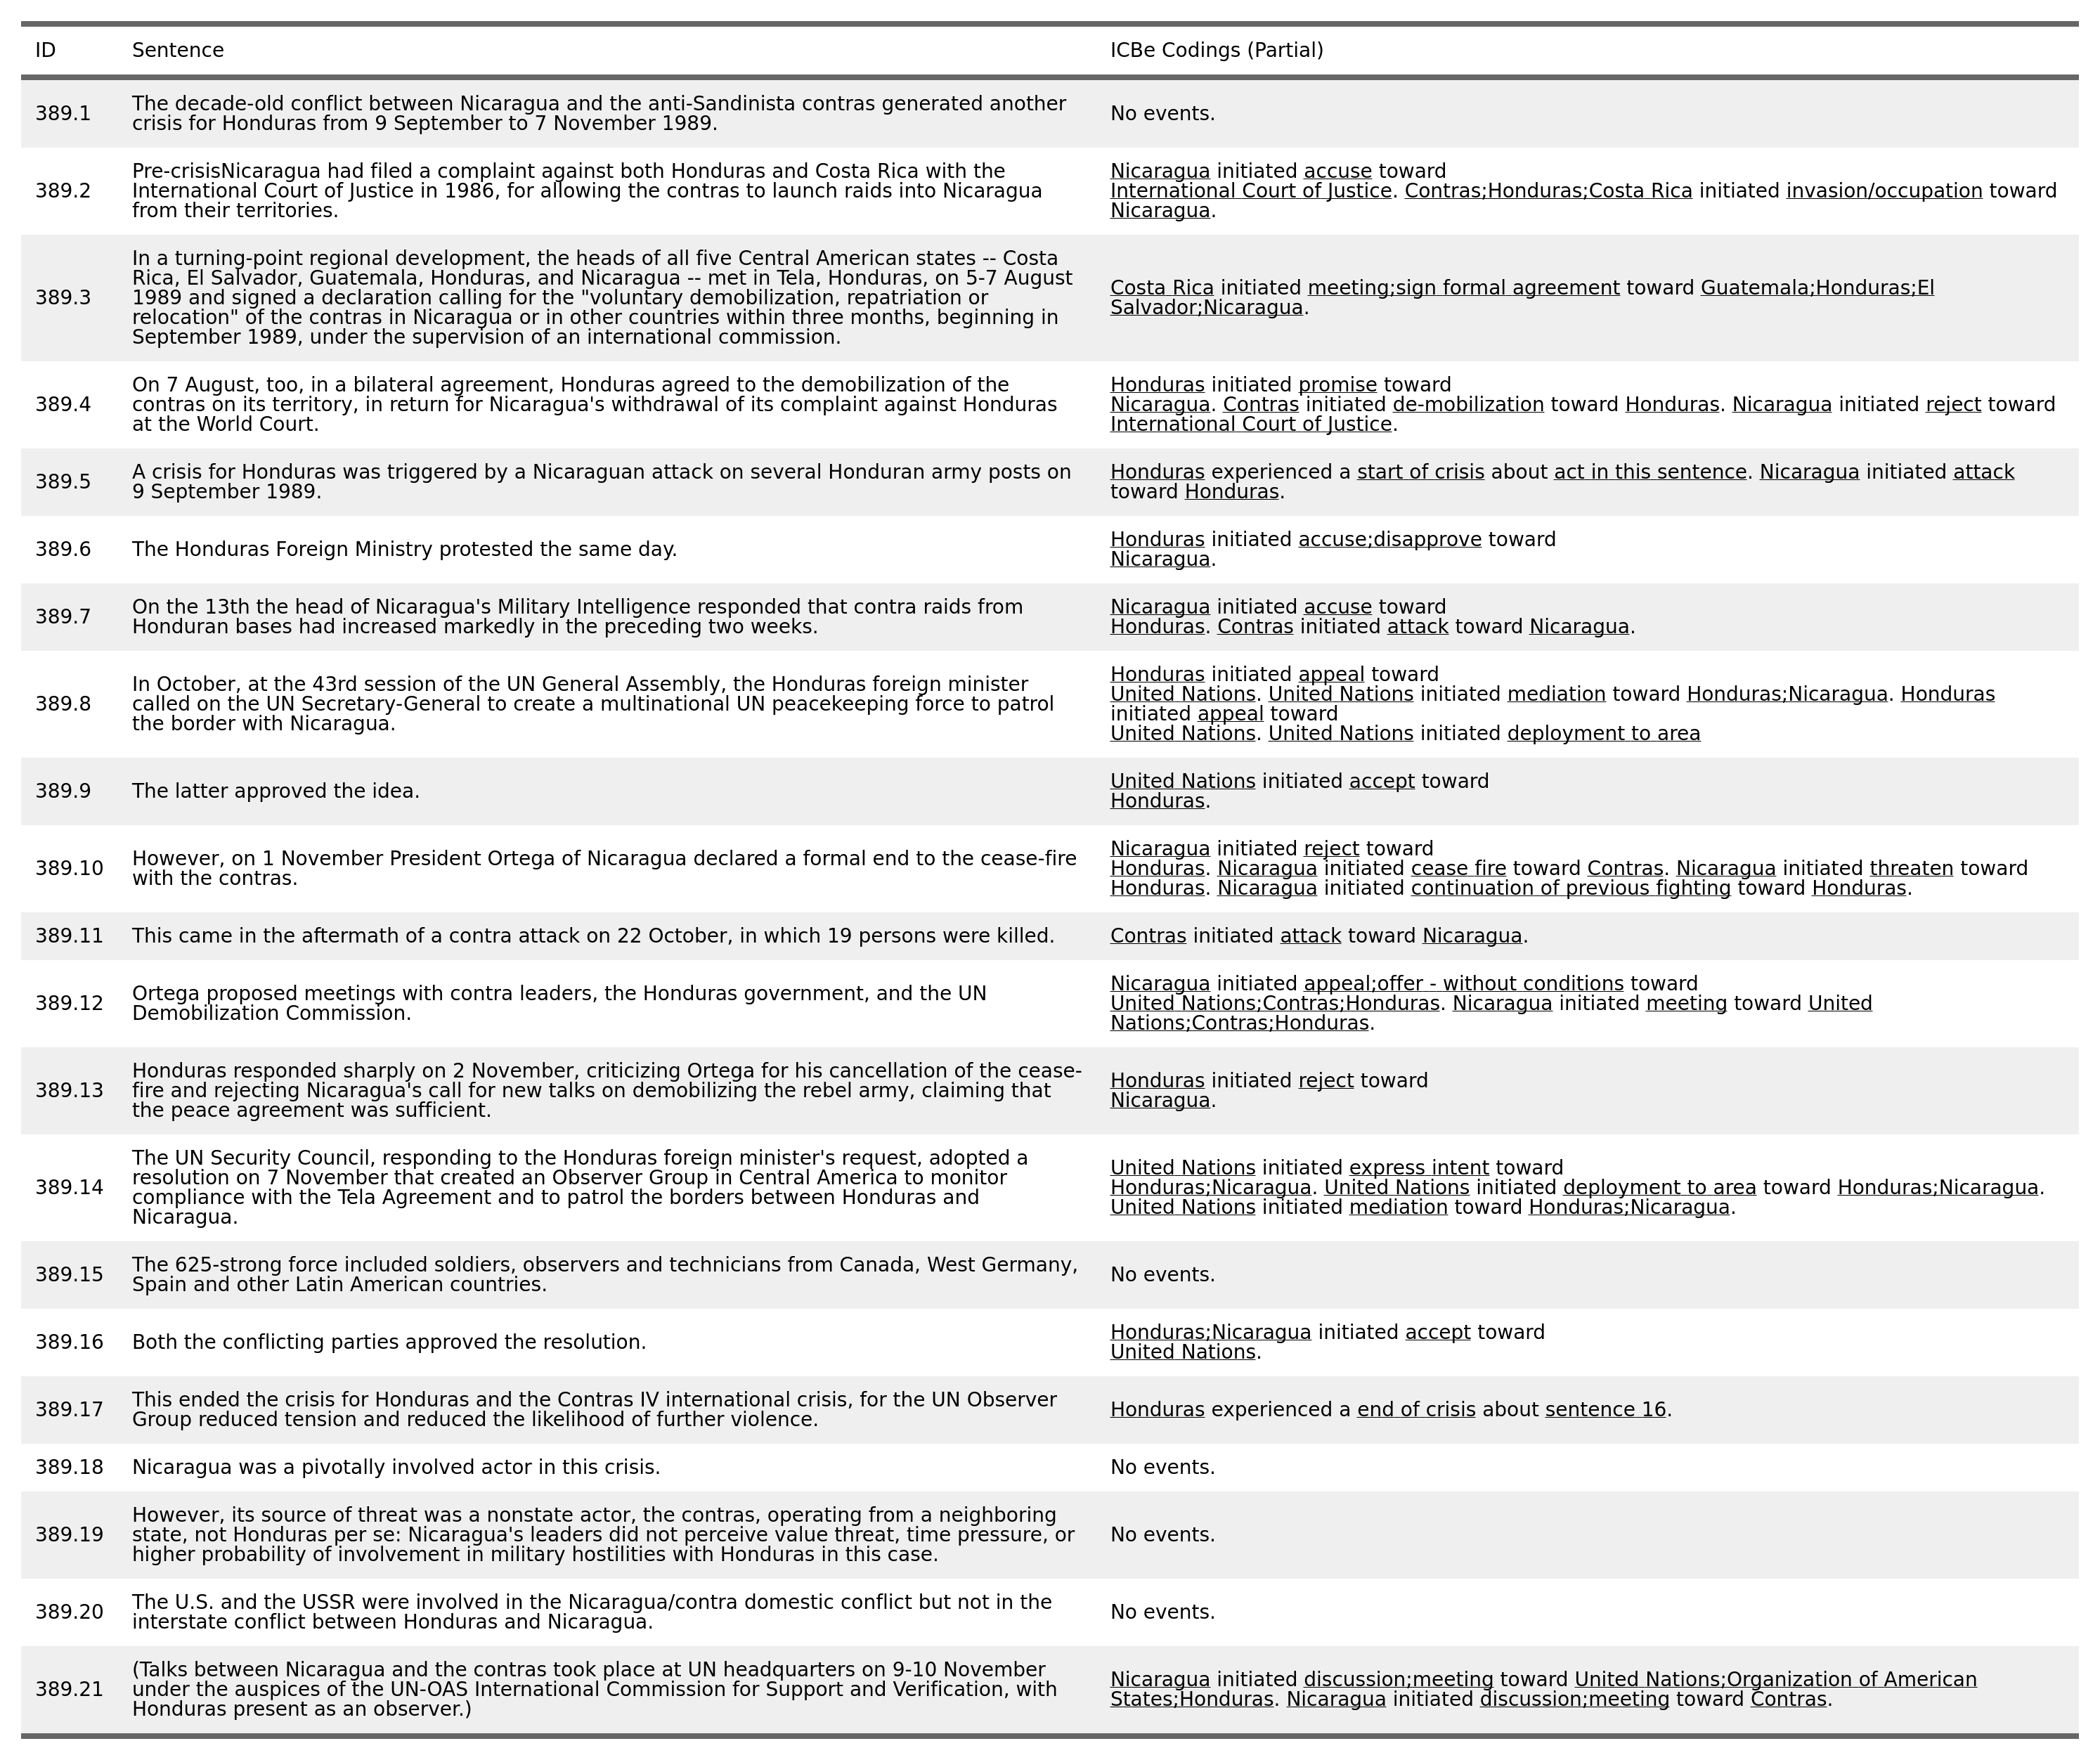 ID Sentence ICBe Codings (Partial)
389.1
The decade-old conflict between Nicaragua and the anti-Sandinista contras generated another
crisis for Honduras from 9 September to 7 November 1989.
No events.
389.2
Pre-crisisNicaragua had filed a complaint against both Honduras and Costa Rica with the
International Court of Justice in 1986, for allowing the contras to launch raids into Nicaragua
from their territories.
Nicaragua initiated accuse toward
International Court of Justice. Contras;Honduras;Costa Rica initiated invasion/occupation toward
Nicaragua.
389.3
In a turning-point regional development, the heads of all five Central American states -- Costa
Rica, El Salvador, Guatemala, Honduras, and Nicaragua -- met in Tela, Honduras, on 5-7 August
1989 and signed a declaration calling for the "voluntary demobilization, repatriation or
relocation" of the contras in Nicaragua or in other countries within three months, beginning in
September 1989, under the supervision of an international commission.
Costa Rica initiated meeting;sign formal agreement toward Guatemala;Honduras;El
Salvador;Nicaragua.
389.4
On 7 August, too, in a bilateral agreement, Honduras agreed to the demobilization of the
contras on its territory, in return for Nicaragua's withdrawal of its complaint against Honduras
at the World Court.
Honduras initiated promise toward
Nicaragua. Contras initiated de-mobilization toward Honduras. Nicaragua initiated reject toward
International Court of Justice.
389.5
A crisis for Honduras was triggered by a Nicaraguan attack on several Honduran army posts on
9 September 1989.
Honduras experienced a start of crisis about act in this sentence. Nicaragua initiated attack
toward Honduras.
389.6
The Honduras Foreign Ministry protested the same day.
Honduras initiated accuse;disapprove toward
Nicaragua.
389.7
On the 13th the head of Nicaragua's Military Intelligence responded that contra raids from
Honduran bases had increased markedly in the preceding two weeks.
Nicaragua initiated accuse toward
Honduras. Contras initiated attack toward Nicaragua.
389.8
In October, at the 43rd session of the UN General Assembly, the Honduras foreign minister
called on the UN Secretary-General to create a multinational UN peacekeeping force to patrol
the border with Nicaragua.
Honduras initiated appeal toward
United Nations. United Nations initiated mediation toward Honduras;Nicaragua. Honduras
initiated appeal toward
United Nations. United Nations initiated deployment to area
389.9
The latter approved the idea.
United Nations initiated accept toward
Honduras.
389.10
However, on 1 November President Ortega of Nicaragua declared a formal end to the cease-fire
with the contras.
Nicaragua initiated reject toward
Honduras. Nicaragua initiated cease fire toward Contras. Nicaragua initiated threaten toward
Honduras. Nicaragua initiated continuation of previous fighting toward Honduras.
389.11
This came in the aftermath of a contra attack on 22 October, in which 19 persons were killed.
Contras initiated attack toward Nicaragua.
389.12
Ortega proposed meetings with contra leaders, the Honduras government, and the UN
Demobilization Commission.
Nicaragua initiated appeal;offer - without conditions toward
United Nations;Contras;Honduras. Nicaragua initiated meeting toward United
Nations;Contras;Honduras.
389.13
Honduras responded sharply on 2 November, criticizing Ortega for his cancellation of the cease-
fire and rejecting Nicaragua's call for new talks on demobilizing the rebel army, claiming that
the peace agreement was sufficient.
Honduras initiated reject toward
Nicaragua.
389.14
The UN Security Council, responding to the Honduras foreign minister's request, adopted a
resolution on 7 November that created an Observer Group in Central America to monitor
compliance with the Tela Agreement and to patrol the borders between Honduras and
Nicaragua.
United Nations initiated express intent toward
Honduras;Nicaragua. United Nations initiated deployment to area toward Honduras;Nicaragua.
United Nations initiated mediation toward Honduras;Nicaragua.
389.15
The 625-strong force included soldiers, observers and technicians from Canada, West Germany,
Spain and other Latin American countries.
No events.
389.16
Both the conflicting parties approved the resolution.
Honduras;Nicaragua initiated accept toward
United Nations.
389.17
This ended the crisis for Honduras and the Contras IV international crisis, for the UN Observer
Group reduced tension and reduced the likelihood of further violence.
Honduras experienced a end of crisis about sentence 16.
389.18
Nicaragua was a pivotally involved actor in this crisis.
No events.
389.19
However, its source of threat was a nonstate actor, the contras, operating from a neighboring
state, not Honduras per se: Nicaragua's leaders did not perceive value threat, time pressure, or
higher probability of involvement in military hostilities with Honduras in this case.
No events.
389.20
The U.S. and the USSR were involved in the Nicaragua/contra domestic conflict but not in the
interstate conflict between Honduras and Nicaragua.
No events.
389.21
(Talks between Nicaragua and the contras took place at UN headquarters on 9-10 November
under the auspices of the UN-OAS International Commission for Support and Verification, with
Honduras present as an observer.)
Nicaragua initiated discussion;meeting toward United Nations;Organization of American
States;Honduras. Nicaragua initiated discussion;meeting toward Contras.